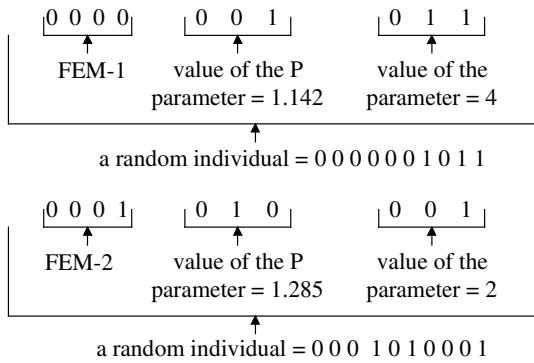 0 0 0 0 0 0 1 0 1 1
FEM-1 value of the P value of the
parameter = 1.142 parameter = 4
a random individual = 0 0 0 0 0 0 1 0 1 1
0 0 0 1 0 1 0 0 0 1
FEM-2 value of the P value of the
parameter = 1.285 parameter = 2
a random individual = 0 0 0 1 0 1 0 0 0 1